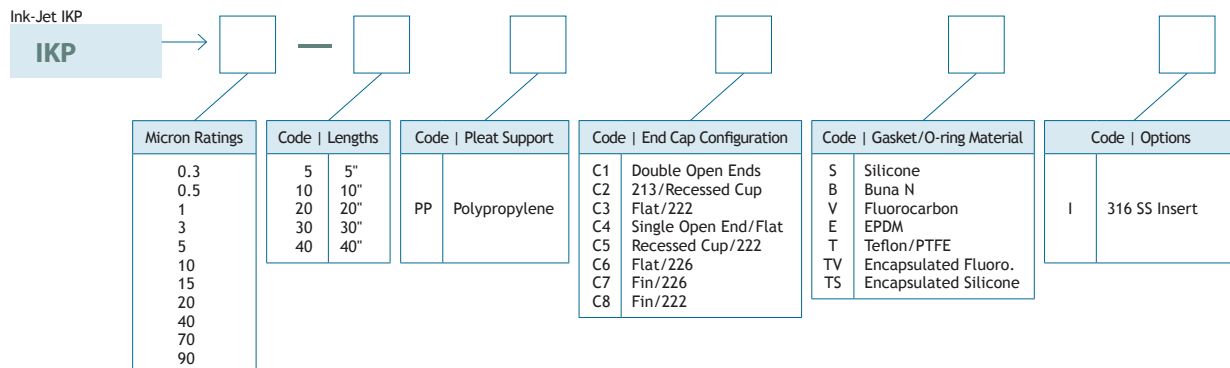 Ink-Jet IKP
IKP
Micron Ratings
0.3
0.5
1
3
5
10
15
20
40
70
90
Code | Lengths
5 5"
10 10"
20 20"
30 30"
40 40"
Code | Pleat Support
PP Polypropylene
Code | End Cap Configuration
C1 Double Open Ends
C2 213/Recessed Cup
C3 Flat/222
C4 Single Open End/Flat
C5 Recessed Cup/222
C6 Flat/226
C7 Fin/226
C8 Fin/222
Code | Gasket/O-ring Material
S Silicone
B Buna N
V Fluorocarbon
E EPDM
T Teflon/PTFE
TV Encapsulated Fluoro.
TS Encapsulated Silicone
Code | Options
I 316 SS Insert